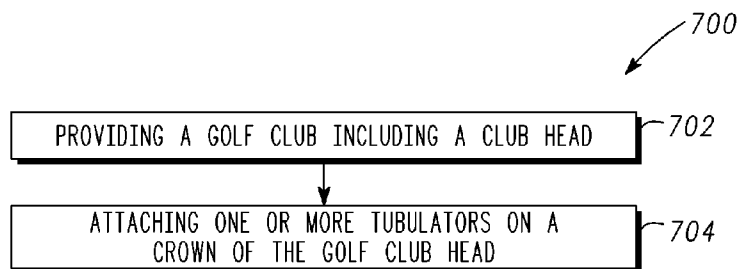 700
PROVIDING A GOLF CLUB INCLUDING A CLUB HEAD
702
ATTACHING ONE OR MORE TUBULATORS ON A
CROWN OF THE GOLF CLUB HEAD
704